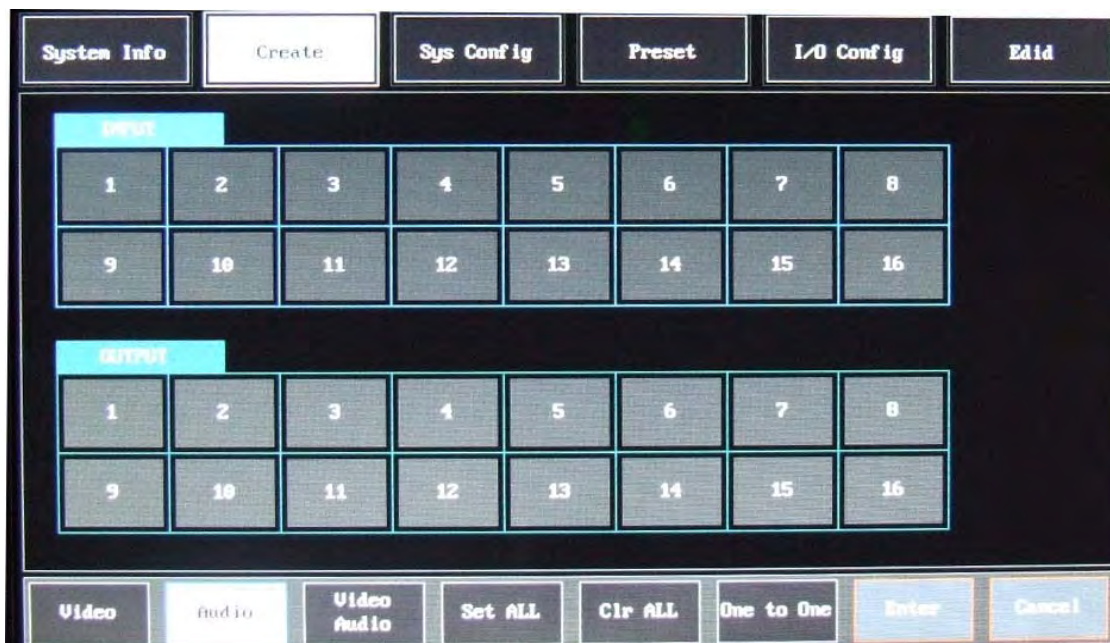 System Info Create Sys Config Preset I/O Config Edid
INPUT
1 2 3 4 5 6 7 8
9 10 11 12 13 14 15 16
OUTPUT
1 2 3 4 5 6 7 8
9 10 11 12 13 14 15 16
Video Audio Video Audio Set ALL Clr ALL One to One Enter Cancel